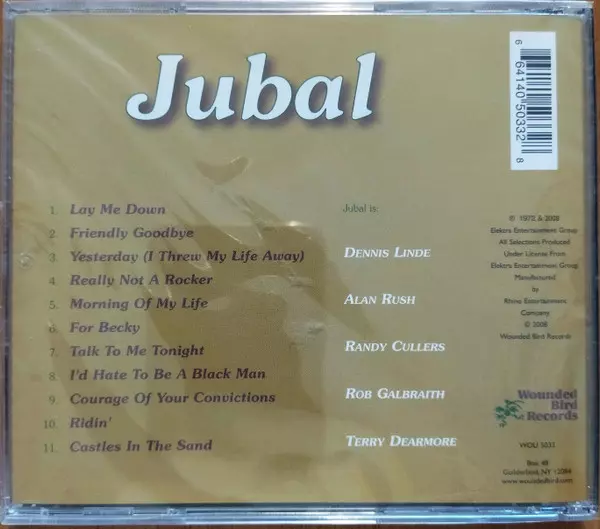 Jubal
6 64140 50332 8
1. Lay Me Down
2. Friendly Goodbye
3. Yesterday (I Threw My Life Away)
4. Really Not A Rocker
5. Morning Of My Life
6. For Becky
7. Talk To Me Tonight
8. I'd Hate To Be A Black Man
9. Courage Of Your Convictions
10. Ridin'
11. Castles In The Sand
Jubal is:
Dennis Linde
Alan Rush
Randy Cullers
Rob Galbraith
Terry Dearmore
℗ 1972 & 2008
Elektra Entertainment Group
All Selections Produced
Under License From
Elektra Entertainment Group
Manufactured
by
Rhino Entertainment
Company
© 2008
Wounded Bird Records
Wounded
Bird
Records
WOU 5033
Box 48
Guilderland, NY 12084
www.woundedbird.com